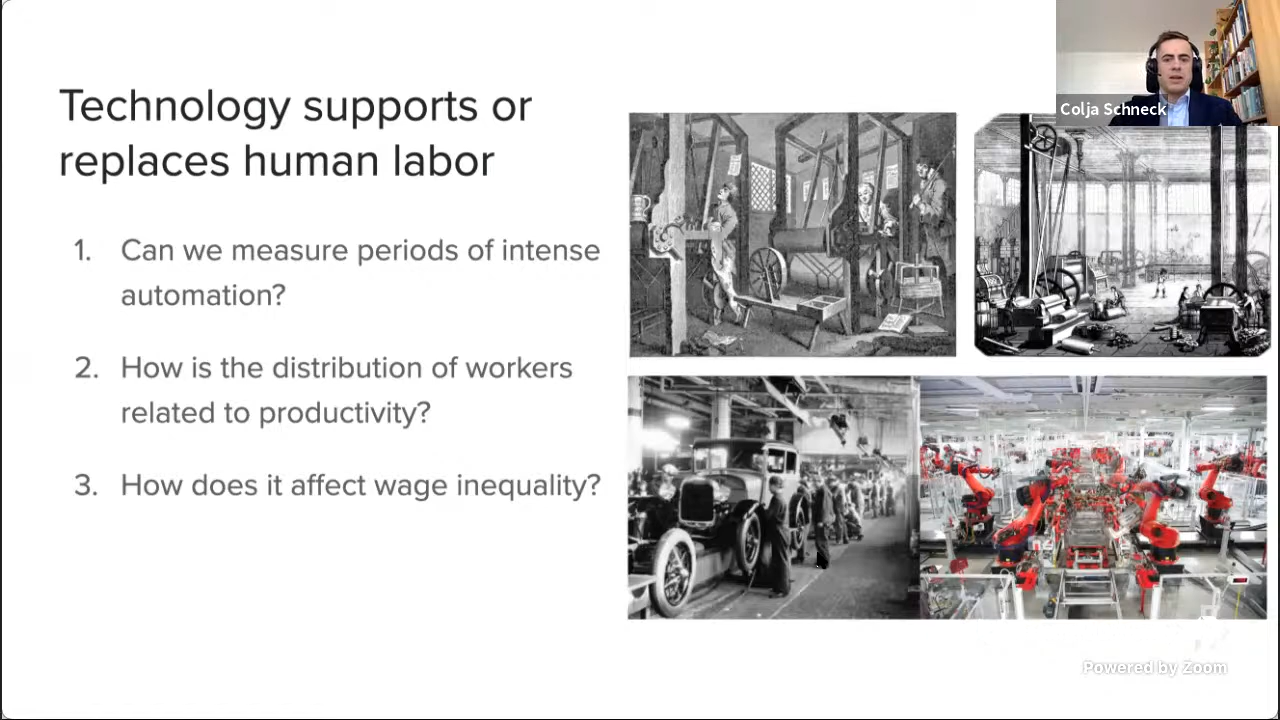 Technology supports or
replaces human labor
1. Can we measure periods of intense
automation?
2. How is the distribution of workers
related to productivity?
3. How does it affect wage inequality?
Colja Schneck
Powered by Zoom